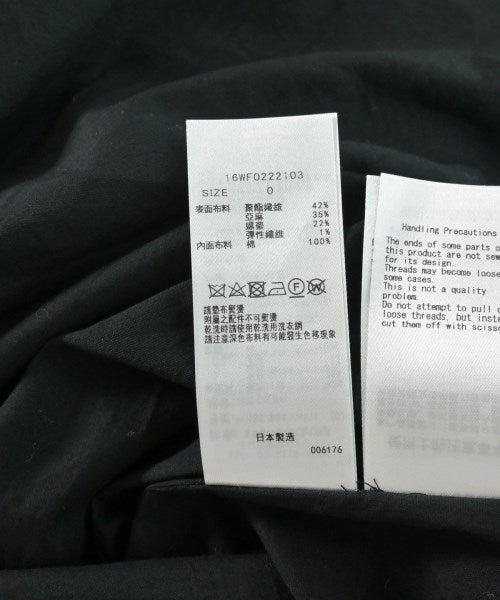 16WFO222103
SIZE 0
表面布料 聚酯纖維 42%
亞麻 35%
縲縈 22%
彈性纖維 1%
內面布料 棉 100%
請墊布熨燙
附屬之配件不可熨燙
乾洗時請使用乾洗用洗衣網
請注意深色布料有可能發生色移現象
日本製造
006176
Handling Precautions
The ends of some parts o
this product are not sew
for its design.
Threads may become loose
some cases.
This is not a quality
problem.
Do not attempt to pull o
loose threads, but inste
cut them off with scisso